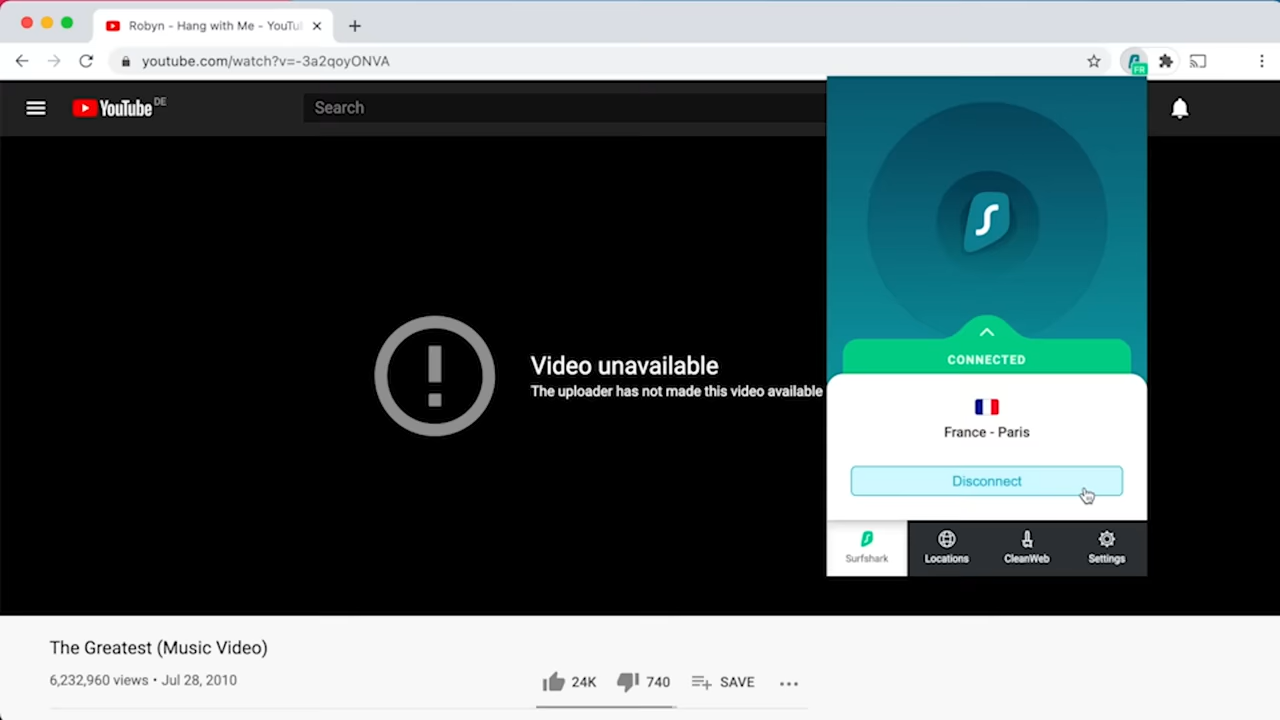 Robyn - Hang with Me - YouTu
youtube.com/watch?v=-3a2qoyONVA
FR
YouTube DE
Search
Video unavailable
The uploader has not made this video available
CONNECTED
France - Paris
Disconnect
Surfshark
Locations
CleanWeb
Settings
The Greatest (Music Video)
6,232,960 views • Jul 28, 2010
24K
740
SAVE